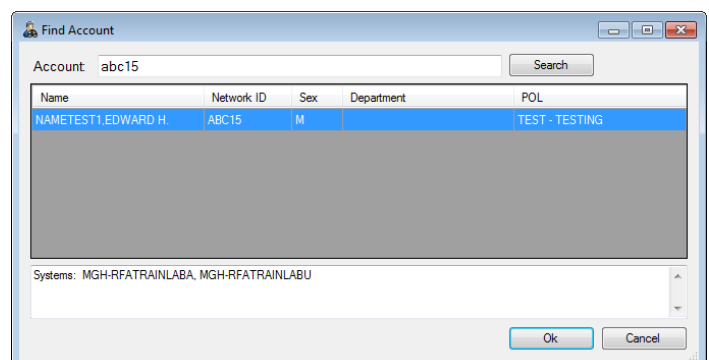 Find Account
Account abc15 Search
Name Network ID Sex Department POL
NAMETEST1,EDWARD H. ABC15 M TEST - TESTING
Systems: MGH-RFATRAINLABA, MGH-RFATRAINLABU
Ok Cancel